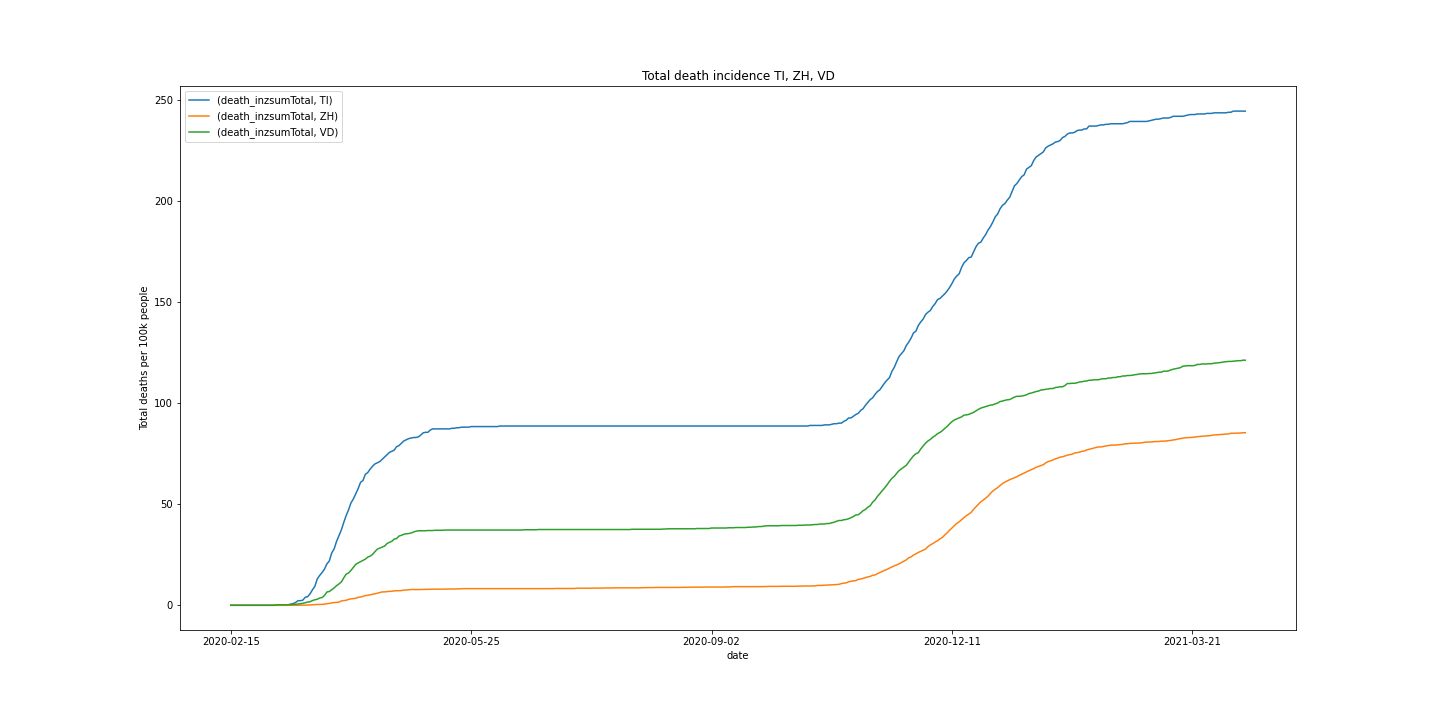 Total death incidence TI, ZH, VD
(death_inzsumTotal, TI)
(death_inzsumTotal, ZH)
(death_inzsumTotal, VD)
250
200
150
100
50
0
Total deaths per 100k people
2020-02-15 2020-05-25 2020-09-02 2020-12-11 2021-03-21
date